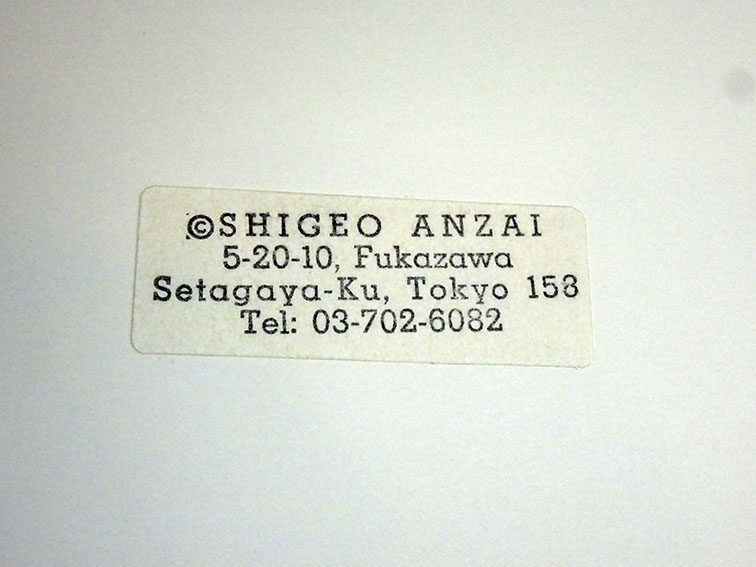 ©SHIGEO ANZAI
5-20-10, Fukazawa
Setagaya-Ku, Tokyo 158
Tel: 03-702-6082